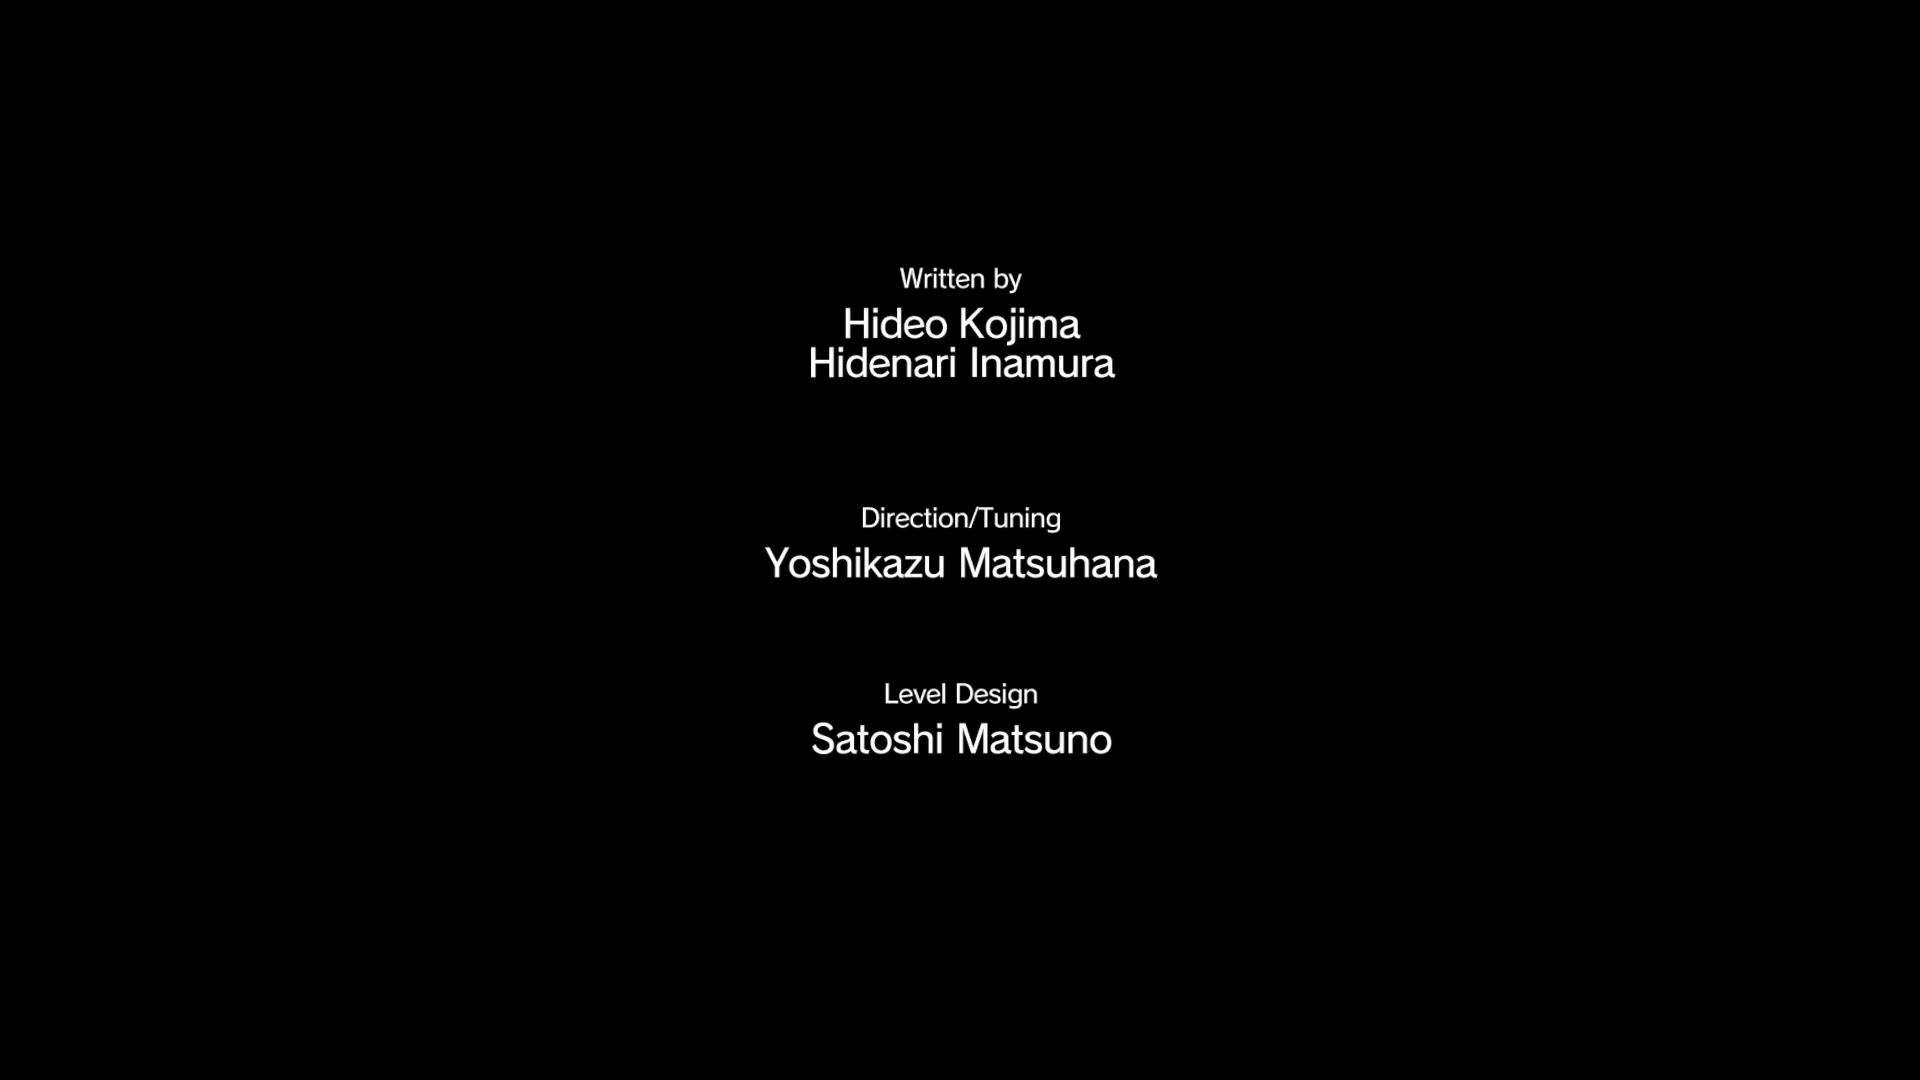 Written by
Hideo Kojima
Hidenari Inamura
Direction/Tuning
Yoshikazu Matsuhana
Level Design
Satoshi Matsuno